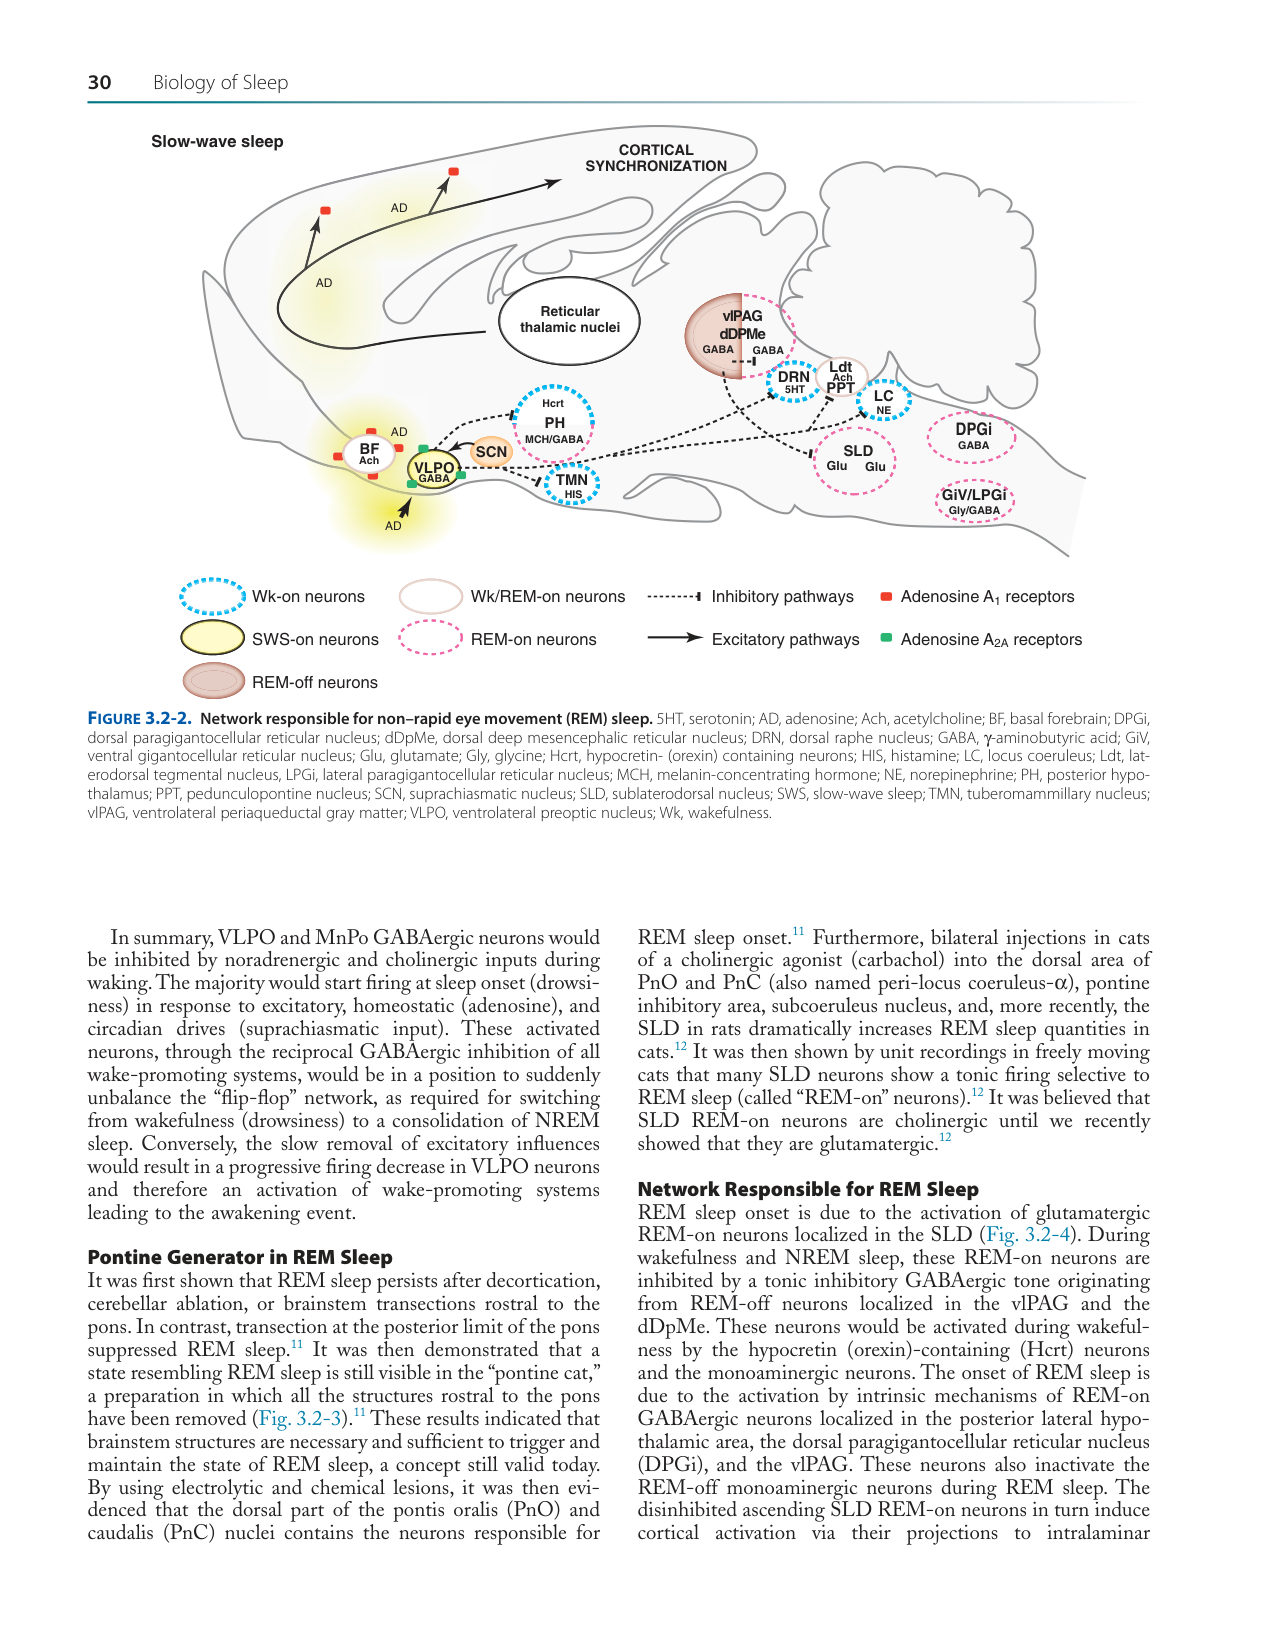 30 Biology of Sleep
Slow-wave sleep
CORTICAL
SYNCHRONIZATION
AD
AD
Reticular
thalamic nuclei
vlPAG
dDPMe
GABA GABA
DRN
5HT
Ldt
Ach
PPT
LC
NE
Hcrt
PH
MCH/GABA
DPGi
GABA
AD
BF
Ach
SCN
VLPO
GABA
SLD
Glu Glu
TMN
HIS
GiV/LPGi
Gly/GABA
AD
Wk-on neurons
Wk/REM-on neurons
Inhibitory pathways
Adenosine A1 receptors
SWS-on neurons
REM-on neurons
Excitatory pathways
Adenosine A2A receptors
REM-off neurons
FIGURE 3.2-2. Network responsible for non–rapid eye movement (REM) sleep. 5HT, serotonin; AD, adenosine; Ach, acetylcholine; BF, basal forebrain; DPGi,
dorsal paragigantocellular reticular nucleus; dDpMe, dorsal deep mesencephalic reticular nucleus; DRN, dorsal raphe nucleus; GABA, γ-aminobutyric acid; GiV,
ventral gigantocellular reticular nucleus; Glu, glutamate; Gly, glycine; Hcrt, hypocretin- (orexin) containing neurons; HIS, histamine; LC, locus coeruleus; Ldt, lat-
erodorsal tegmental nucleus, LPGi, lateral paragigantocellular reticular nucleus; MCH, melanin-concentrating hormone; NE, norepinephrine; PH, posterior hypo-
thalamus; PPT, pedunculopontine nucleus; SCN, suprachiasmatic nucleus; SLD, sublaterodorsal nucleus; SWS, slow-wave sleep; TMN, tuberomammillary nucleus;
vlPAG, ventrolateral periaqueductal gray matter; VLPO, ventrolateral preoptic nucleus; Wk, wakefulness.
In summary, VLPO and MnPo GABAergic neurons would
be inhibited by noradrenergic and cholinergic inputs during
waking. The majority would start firing at sleep onset (drowsi-
ness) in response to excitatory, homeostatic (adenosine), and
circadian drives (suprachiasmatic input). These activated
neurons, through the reciprocal GABAergic inhibition of all
wake-promoting systems, would be in a position to suddenly
unbalance the “flip-flop” network, as required for switching
from wakefulness (drowsiness) to a consolidation of NREM
sleep. Conversely, the slow removal of excitatory influences
would result in a progressive firing decrease in VLPO neurons
and therefore an activation of wake-promoting systems
leading to the awakening event.
Pontine Generator in REM Sleep
It was first shown that REM sleep persists after decortication,
cerebellar ablation, or brainstem transections rostral to the
pons. In contrast, transection at the posterior limit of the pons
suppressed REM sleep.11 It was then demonstrated that a
state resembling REM sleep is still visible in the “pontine cat,”
a preparation in which all the structures rostral to the pons
have been removed (Fig. 3.2-3).11 These results indicated that
brainstem structures are necessary and sufficient to trigger and
maintain the state of REM sleep, a concept still valid today.
By using electrolytic and chemical lesions, it was then evi-
denced that the dorsal part of the pontis oralis (PnO) and
caudalis (PnC) nuclei contains the neurons responsible for
REM sleep onset.11 Furthermore, bilateral injections in cats
of a cholinergic agonist (carbachol) into the dorsal area of
PnO and PnC (also named peri-locus coeruleus-α), pontine
inhibitory area, subcoeruleus nucleus, and, more recently, the
SLD in rats dramatically increases REM sleep quantities in
cats.12 It was then shown by unit recordings in freely moving
cats that many SLD neurons show a tonic firing selective to
REM sleep (called “REM-on” neurons).12 It was believed that
SLD REM-on neurons are cholinergic until we recently
showed that they are glutamatergic.12
Network Responsible for REM Sleep
REM sleep onset is due to the activation of glutamatergic
REM-on neurons localized in the SLD (Fig. 3.2-4). During
wakefulness and NREM sleep, these REM-on neurons are
inhibited by a tonic inhibitory GABAergic tone originating
from REM-off neurons localized in the vlPAG and the
dDpMe. These neurons would be activated during wakeful-
ness by the hypocretin (orexin)-containing (Hcrt) neurons
and the monoaminergic neurons. The onset of REM sleep is
due to the activation by intrinsic mechanisms of REM-on
GABAergic neurons localized in the posterior lateral hypo-
thalamic area, the dorsal paragigantocellular reticular nucleus
(DPGi), and the vlPAG. These neurons also inactivate the
REM-off monoaminergic neurons during REM sleep. The
disinhibited ascending SLD REM-on neurons in turn induce
cortical activation via their projections to intralaminar